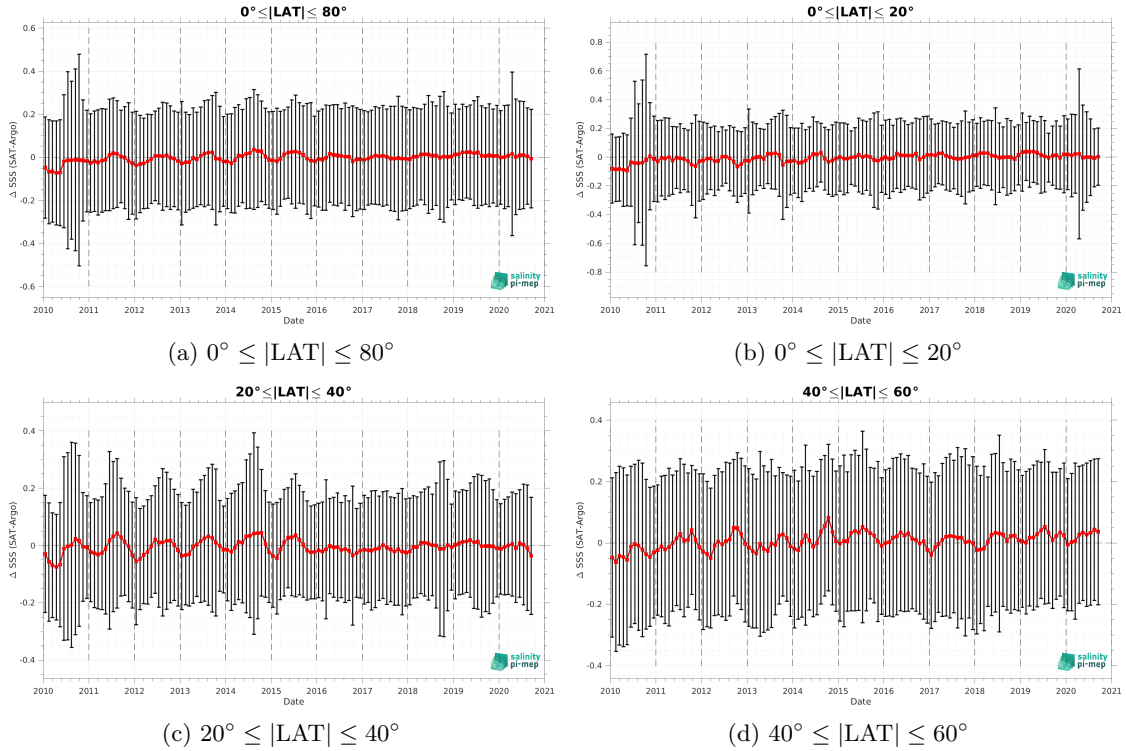 0°≤|LAT|≤ 80°
0.6
0.4
0.2
0
-0.2
-0.4
-0.6
Δ SSS (SAT-Argo)
2010 2011 2012 2013 2014 2015 2016 2017 2018 2019 2020 2021
Date
salinity
pi-mep
(a) 0° ≤ |LAT| ≤ 80°
0°≤|LAT|≤ 20°
0.8
0.6
0.4
0.2
0
-0.2
-0.4
-0.6
-0.8
Δ SSS (SAT-Argo)
2010 2011 2012 2013 2014 2015 2016 2017 2018 2019 2020 2021
Date
salinity
pi-mep
(b) 0° ≤ |LAT| ≤ 20°
20°≤|LAT|≤ 40°
0.4
0.2
0
-0.2
-0.4
Δ SSS (SAT-Argo)
2010 2011 2012 2013 2014 2015 2016 2017 2018 2019 2020 2021
Date
salinity
pi-mep
(c) 20° ≤ |LAT| ≤ 40°
40°≤|LAT|≤ 60°
0.4
0.2
0
-0.2
-0.4
Δ SSS (SAT-Argo)
2010 2011 2012 2013 2014 2015 2016 2017 2018 2019 2020 2021
Date
salinity
pi-mep
(d) 40° ≤ |LAT| ≤ 60°